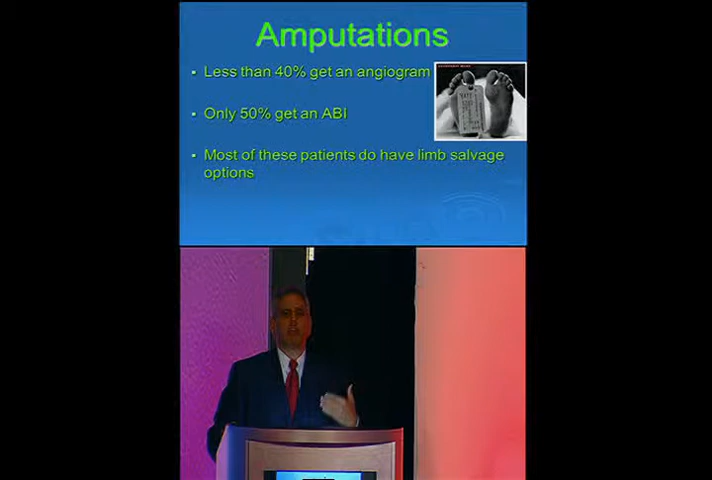 Amputations
Less than 40% get an angiogram
Only 50% get an ABI
Most of these patients do have limb salvage
options